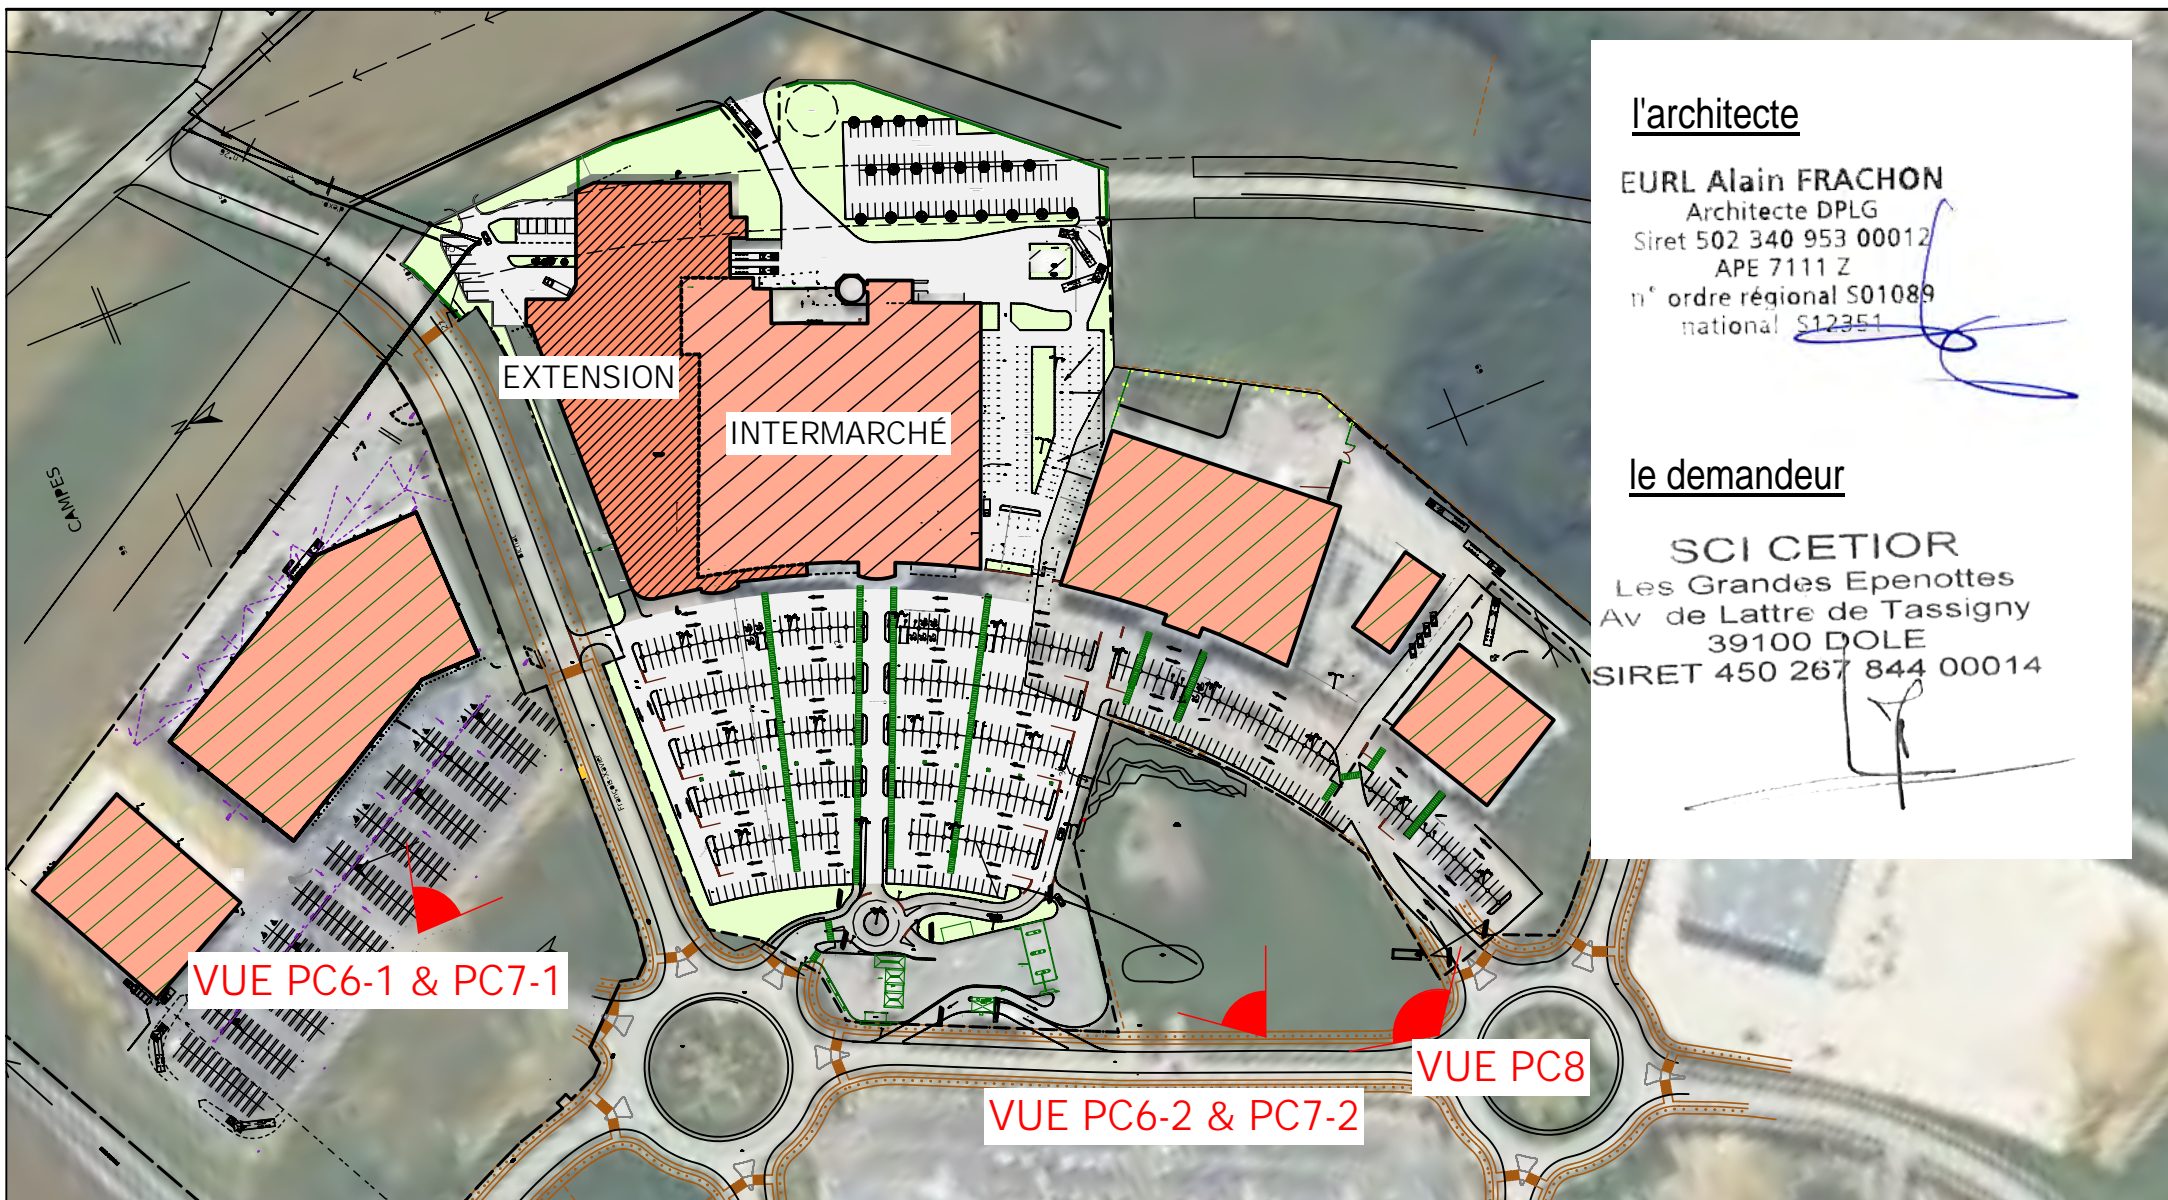 l'architecte
EURL Alain FRACHON
Architecte DPLG
Siret 502 340 953 00012
APE 7111 Z
n° ordre régional S01089
national S12351
le demandeur
SCI CETIOR
Les Grandes Epenottes
Av de Lattre de Tassigny
39100 DOLE
SIRET 450 267 844 00014
EXTENSION
INTERMARCHÉ
CAMPES
N
VUE PC6-1 & PC7-1
VUE PC6-2 & PC7-2
VUE PC8